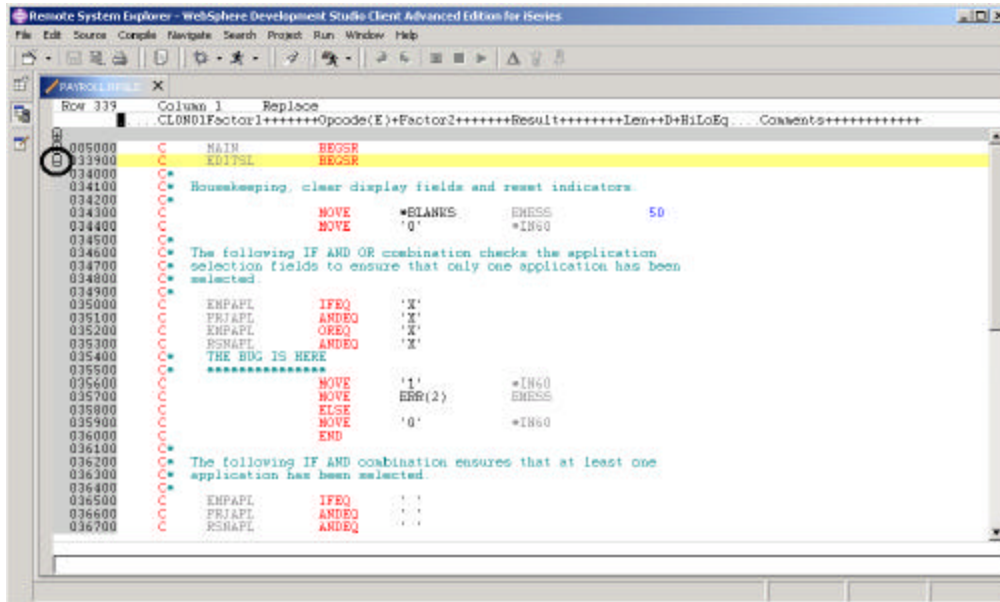 Remote System Explorer - WebSphere Development Studio Client Advanced Edition for iSeries
File Edit Source Compile Navigate Search Project Run Window Help
Row 339 Column 1 Replace
....CL0N01Factor1+++++++Opcode(E)+Factor2+++++++Result++++++++Len++D+HiLoEq....Comments++++++++++++
005000 C MAIN BEGSR
033900 C EDITSL BEGSR
034000 C*
034100 C* Housekeeping, clear display fields and reset indicators.
034200 C*
034300 C MOVE *BLANKS EMESS 50
034400 C MOVE '0' *IN60
034500 C*
034600 C* The following IF AND OR combination checks the application
034700 C* selection fields to ensure that only one application has been
034800 C* selected.
034900 C*
035000 C EMPAPL IFEQ 'X'
035100 C PRJAPL ANDEQ 'X'
035200 C EMPAPL OREQ 'X'
035300 C RSNAPL ANDEQ 'X'
035400 C* THE BUG IS HERE
035500 C* ***************
035600 C MOVE '1' *IN60
035700 C MOVE ERR(2) EMESS
035800 C ELSE
035900 C MOVE '0' *IN60
036000 C END
036100 C*
036200 C* The following IF AND combination ensures that at least one
036300 C* application has been selected.
036400 C*
036500 C EMPAPL IFEQ ' '
036600 C PRJAPL ANDEQ ' '
036700 C RSNAPL ANDEQ ' '